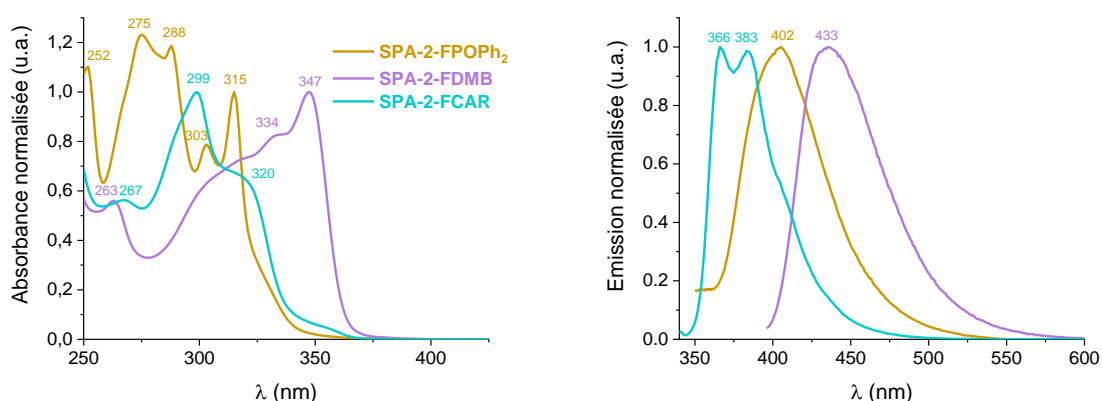 Absorbance normalisée (u.a.)
1,2
1,0
0,8
0,6
0,4
0,2
0,0
252
275
288
315
303
299
320
263
267
334
347
SPA-2-FPOPh₂
SPA-2-FDMB
SPA-2-FCAR
250 300 350 400
λ (nm)
Emission normalisée (u.a.)
1.0
0.8
0.6
0.4
0.2
0.0
366 383 402 433
350 400 450 500 550 600
λ (nm)